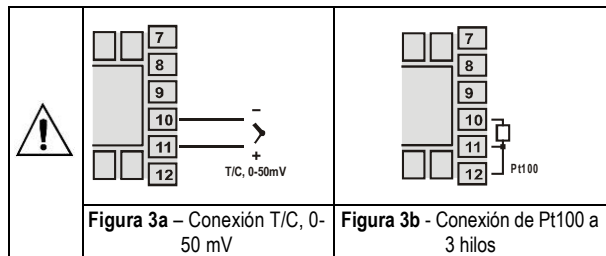 7
8
9
10
11
12
–
+
T/C, 0-50mV
7
8
9
10
11
12
Pt100
Figura 3a – Conexión T/C, 0-
50 mV
Figura 3b - Conexión de Pt100 a
3 hilos